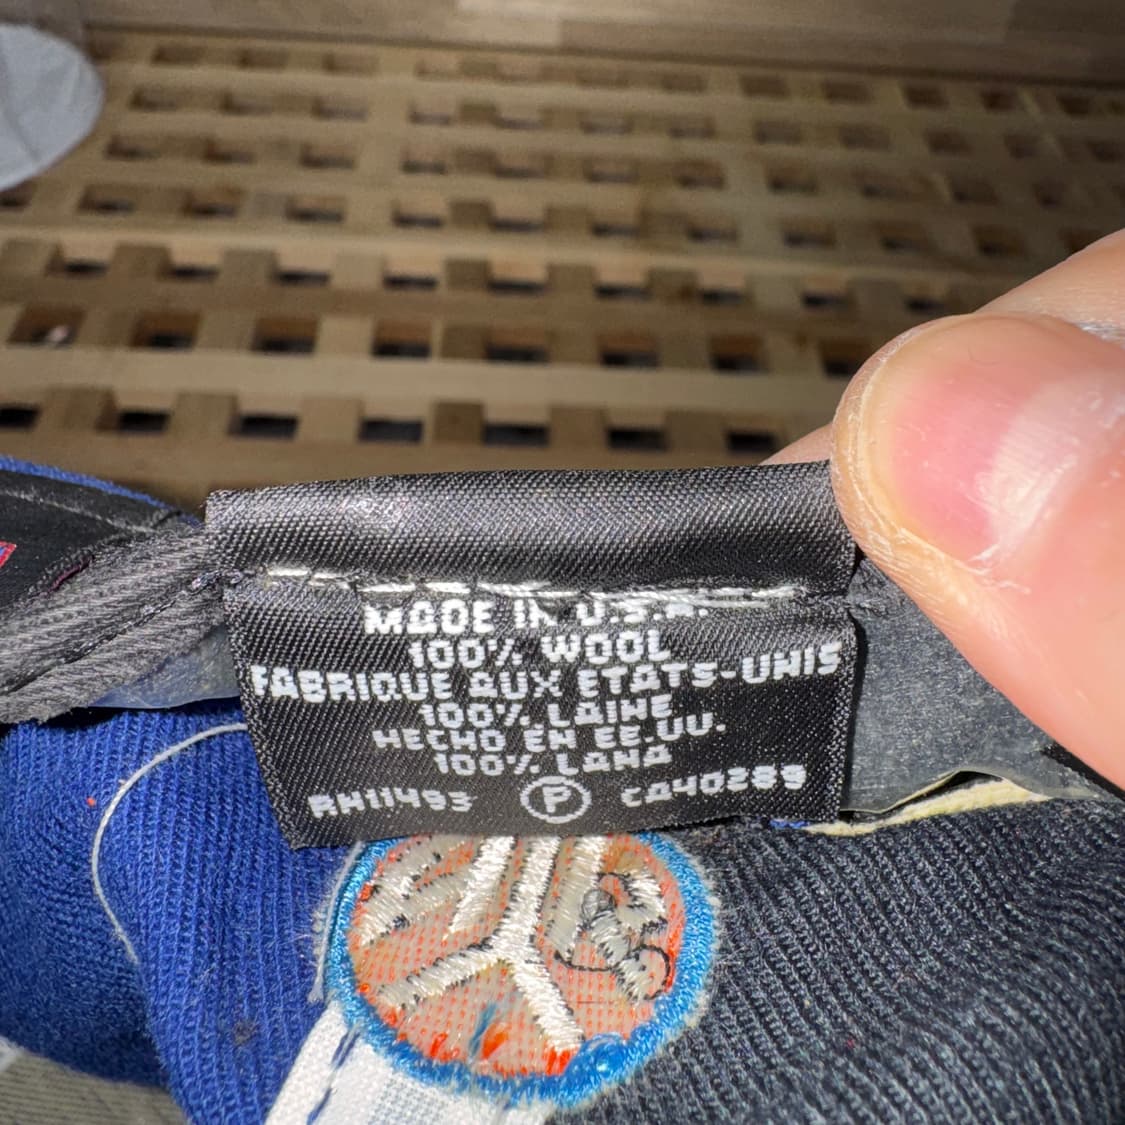 MADE IN U.S.A.
100% WOOL
FABRIQUE AUX ETATS-UNIS
100% LAINE
HECHO EN EE.UU.
100% LANA
RN11493 P CA40289